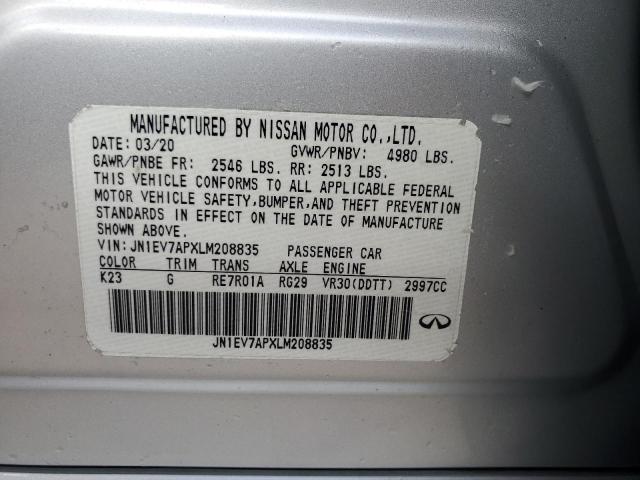 MANUFACTURED BY NISSAN MOTOR CO.,LTD.
DATE: 03/20 GVWR/PNBV: 4980 LBS.
GAWR/PNBE FR: 2546 LBS. RR: 2513 LBS.
THIS VEHICLE CONFORMS TO ALL APPLICABLE FEDERAL
MOTOR VEHICLE SAFETY,BUMPER,AND THEFT PREVENTION
STANDARDS IN EFFECT ON THE DATE OF MANUFACTURE
SHOWN ABOVE.
VIN: JN1EV7APXLM208835 PASSENGER CAR
COLOR TRIM TRANS AXLE ENGINE
K23 G RE7R01A RG29 VR30(DDTT) 2997CC
JN1EV7APXLM208835